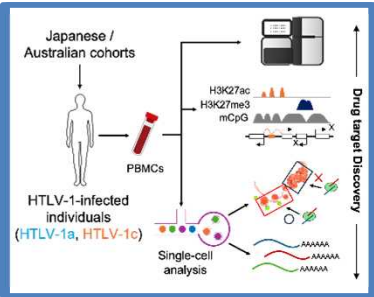 Japanese /
Australian cohorts
HTLV-1-infected
individuals
(HTLV-1a, HTLV-1c)
PBMCs
H3K27ac
H3K27me3
mCpG
X
X
Single-cell
analysis
AAAAAA
AAAAAA
AAAAAA
Drug target Discovery